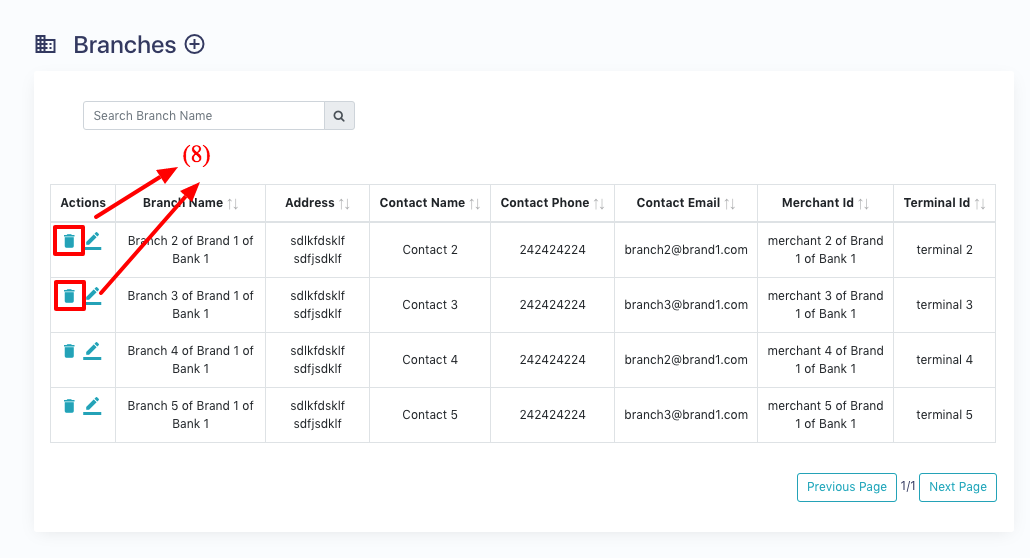 Branches
Search Branch Name
(8)
Actions Branch Name Address Contact Name Contact Phone Contact Email Merchant Id Terminal Id
Branch 2 of Brand 1 of Bank 1 sdlkfdsklf sdfjsdklf Contact 2 242424224 branch2@brand1.com merchant 2 of Brand 1 of Bank 1 terminal 2
Branch 3 of Brand 1 of Bank 1 sdlkfdsklf sdfjsdklf Contact 3 242424224 branch3@brand1.com merchant 3 of Brand 1 of Bank 1 terminal 3
Branch 4 of Brand 1 of Bank 1 sdlkfdsklf sdfjsdklf Contact 4 242424224 branch2@brand1.com merchant 4 of Brand 1 of Bank 1 terminal 4
Branch 5 of Brand 1 of Bank 1 sdlkfdsklf sdfjsdklf Contact 5 242424224 branch3@brand1.com merchant 5 of Brand 1 of Bank 1 terminal 5
Previous Page 1/1 Next Page